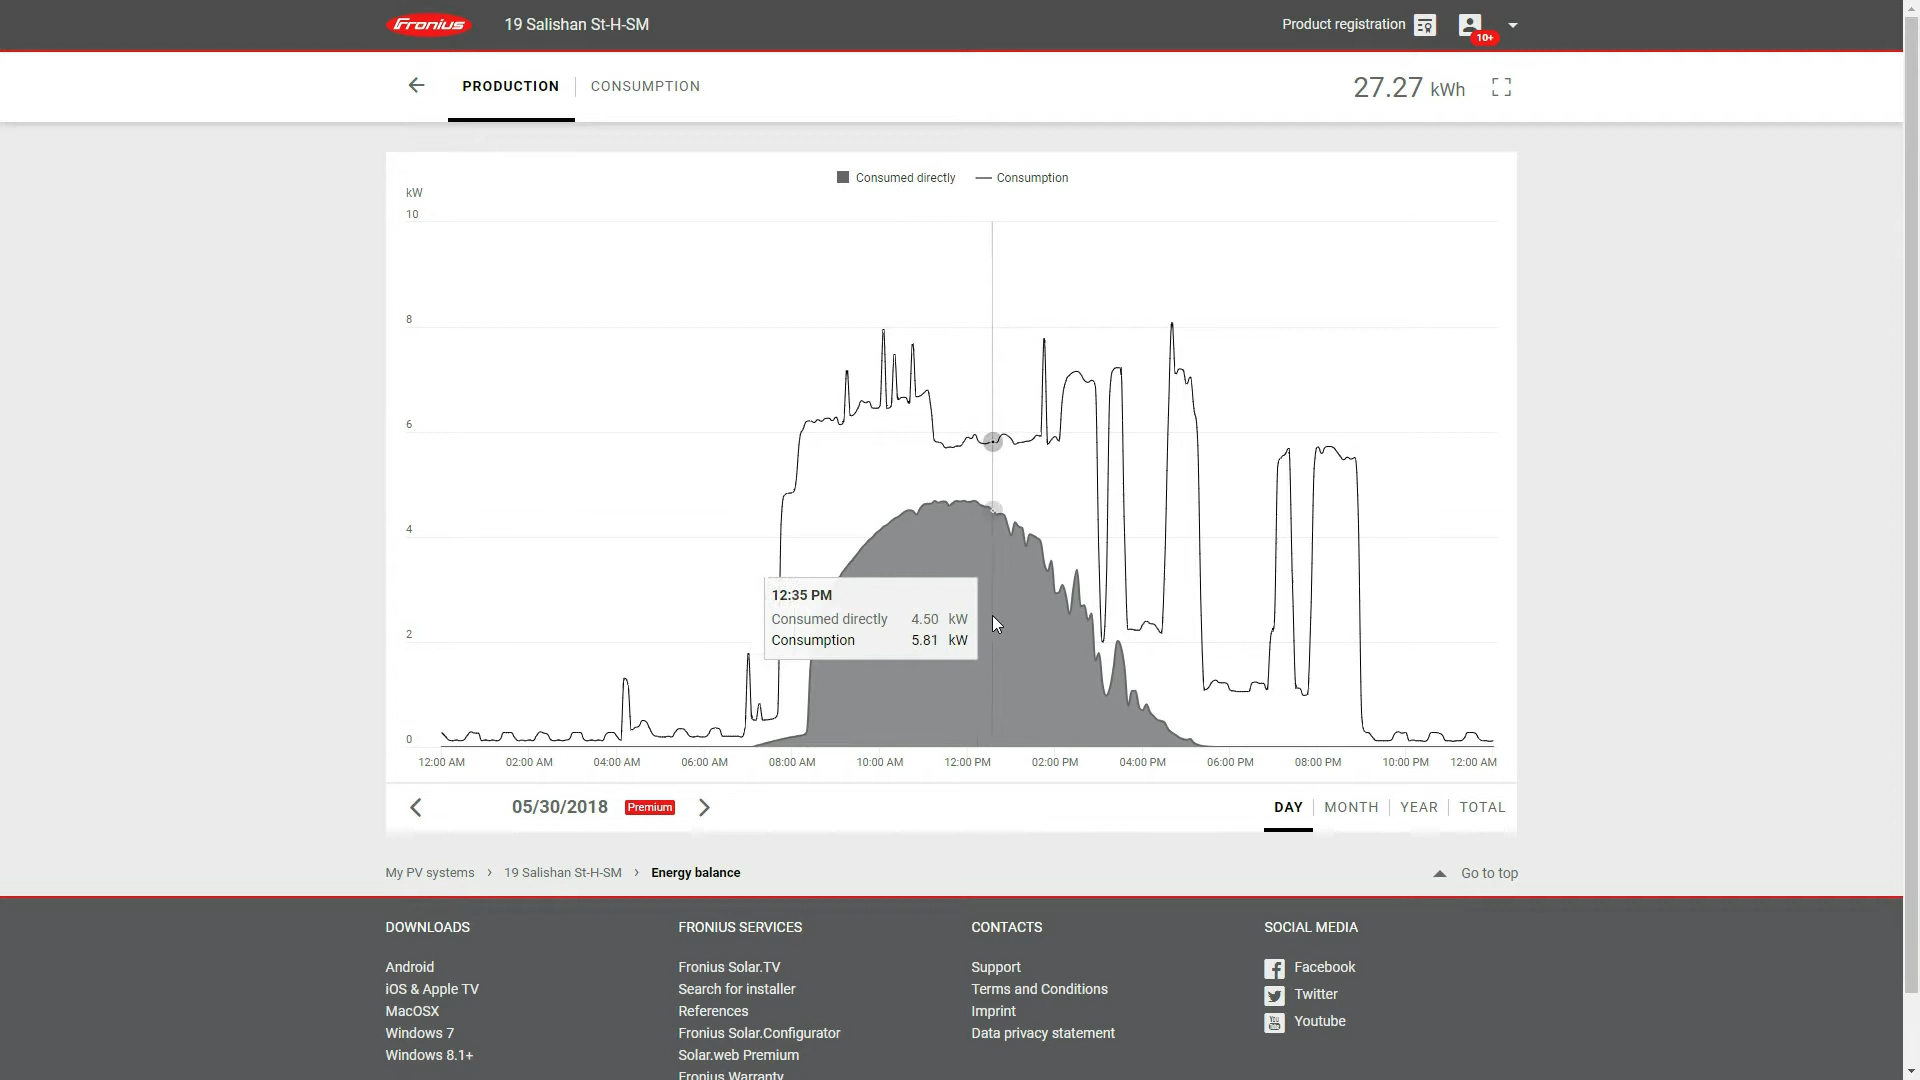 Fronius
19 Salishan St-H-SM
Product registration
10+
PRODUCTION
CONSUMPTION
27.27 kWh
Consumed directly
Consumption
kW
10
8
6
4
2
0
12:35 PM
Consumed directly 4.50 kW
Consumption 5.81 kW
12:00 AM 02:00 AM 04:00 AM 06:00 AM 08:00 AM 10:00 AM 12:00 PM 02:00 PM 04:00 PM 06:00 PM 08:00 PM 10:00 PM 12:00 AM
05/30/2018 Premium
DAY MONTH YEAR TOTAL
My PV systems › 19 Salishan St-H-SM › Energy balance
Go to top
DOWNLOADS
Android
iOS & Apple TV
MacOSX
Windows 7
Windows 8.1+
FRONIUS SERVICES
Fronius Solar.TV
Search for installer
References
Fronius Solar.Configurator
Solar.web Premium
Fronius Warranty
CONTACTS
Support
Terms and Conditions
Imprint
Data privacy statement
SOCIAL MEDIA
Facebook
Twitter
You Tube
Youtube